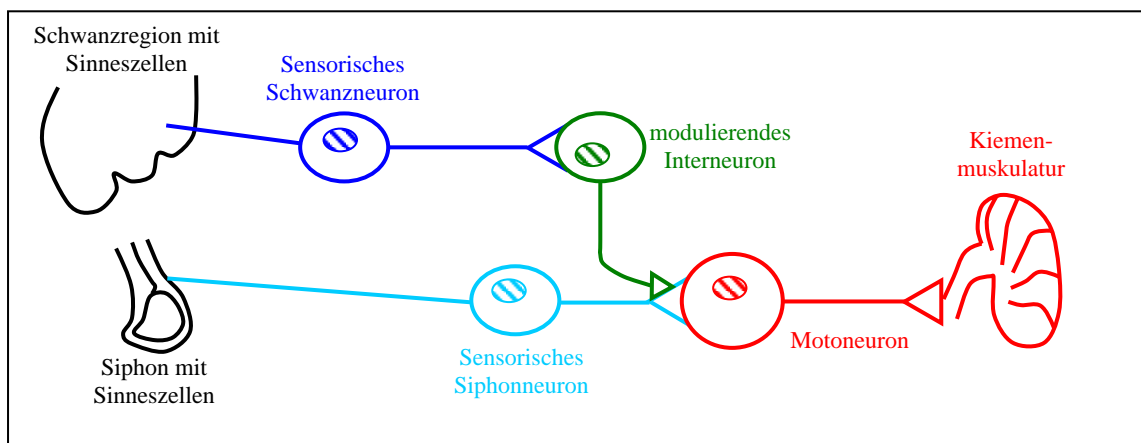 Schwanzregion mit
Sinneszellen
Sensorisches
Schwanzneuron
modulierendes
Interneuron
Kiemen-
muskulatur
Siphon mit
Sinneszellen
Sensorisches
Siphonneuron
Motoneuron